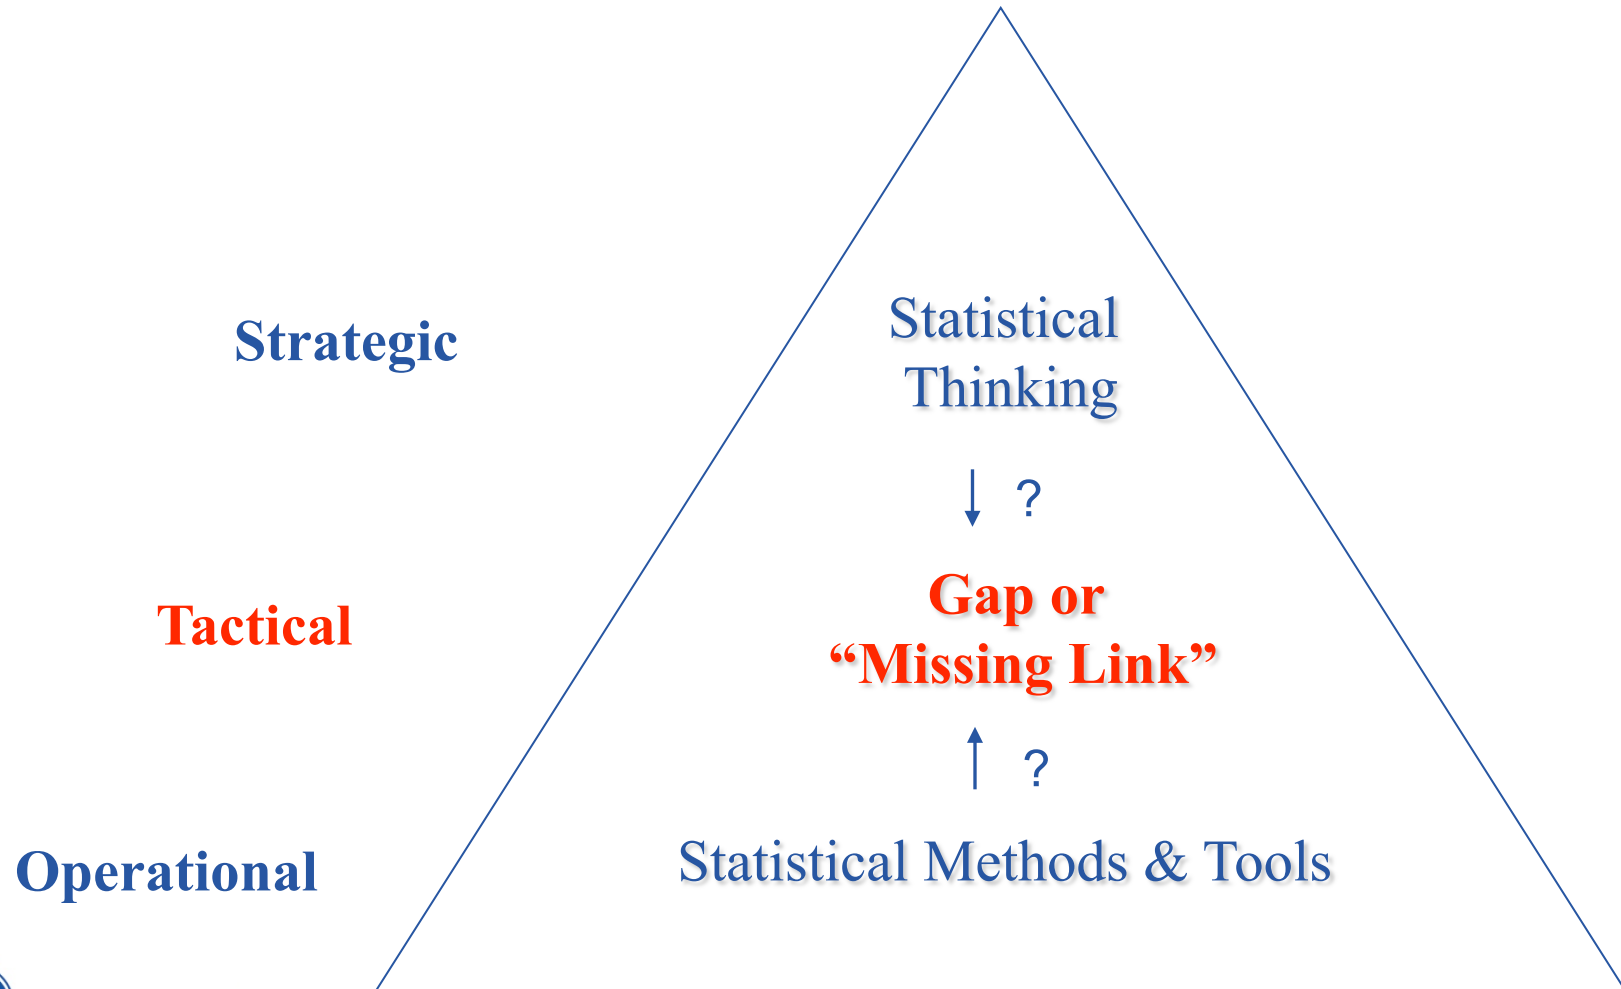 Strategic
Statistical
Thinking
?
Tactical
Gap or
“Missing Link”
?
Operational
Statistical Methods & Tools